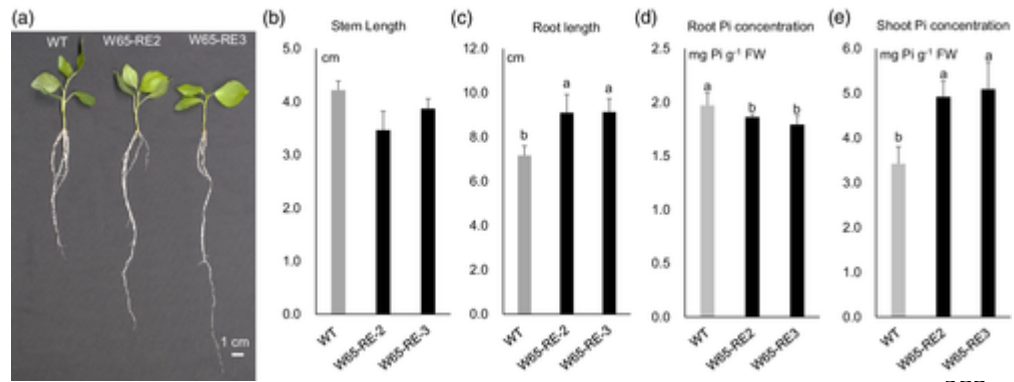 (a)
WT W65-RE2 W65-RE3
1 cm
(b)
Stem Length
cm
5.0
4.0
3.0
2.0
1.0
0.0
WT
W65-RE-2
W65-RE-3
(c)
Root length
cm
12.0
10.0
8.0
6.0
4.0
2.0
0.0
b
a
a
WT
W65-RE-2
W65-RE-3
(d)
Root Pi concentration
mg Pi g-1 FW
2.5
2.0
1.5
1.0
0.5
0.0
a
b
b
WT
W65-RE2
W65-RE3
(e)
Shoot Pi concentration
mg Pi g-1 FW
6.0
5.0
4.0
3.0
2.0
1.0
0.0
b
a
a
WT
W65-RE2
W65-RE3